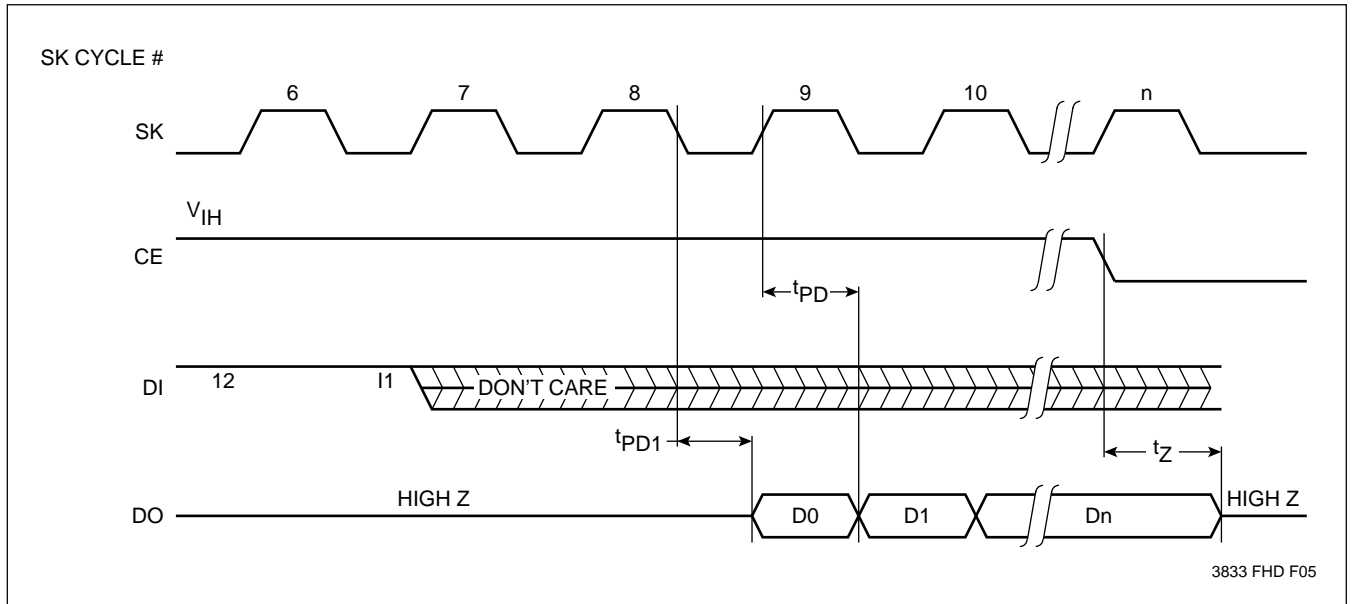 SK CYCLE #
6 7 8 9 10 n
SK
VIH
CE
tPD
DI 12 I1 DON'T CARE
tPD1 tZ
DO HIGH Z D0 D1 Dn HIGH Z
3833 FHD F05